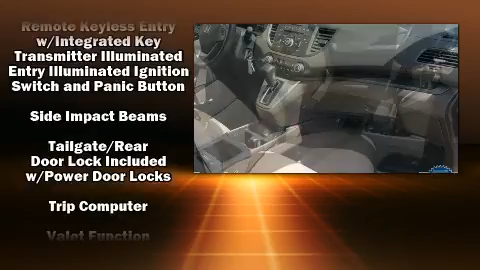 Remote Keyless Entry
w/Integrated Key
Transmitter Illuminated
Entry Illuminated Ignition
Switch and Panic Button
Side Impact Beams
Tailgate/Rear
Door Lock Included
w/Power Door Locks
Trip Computer
Valet Function